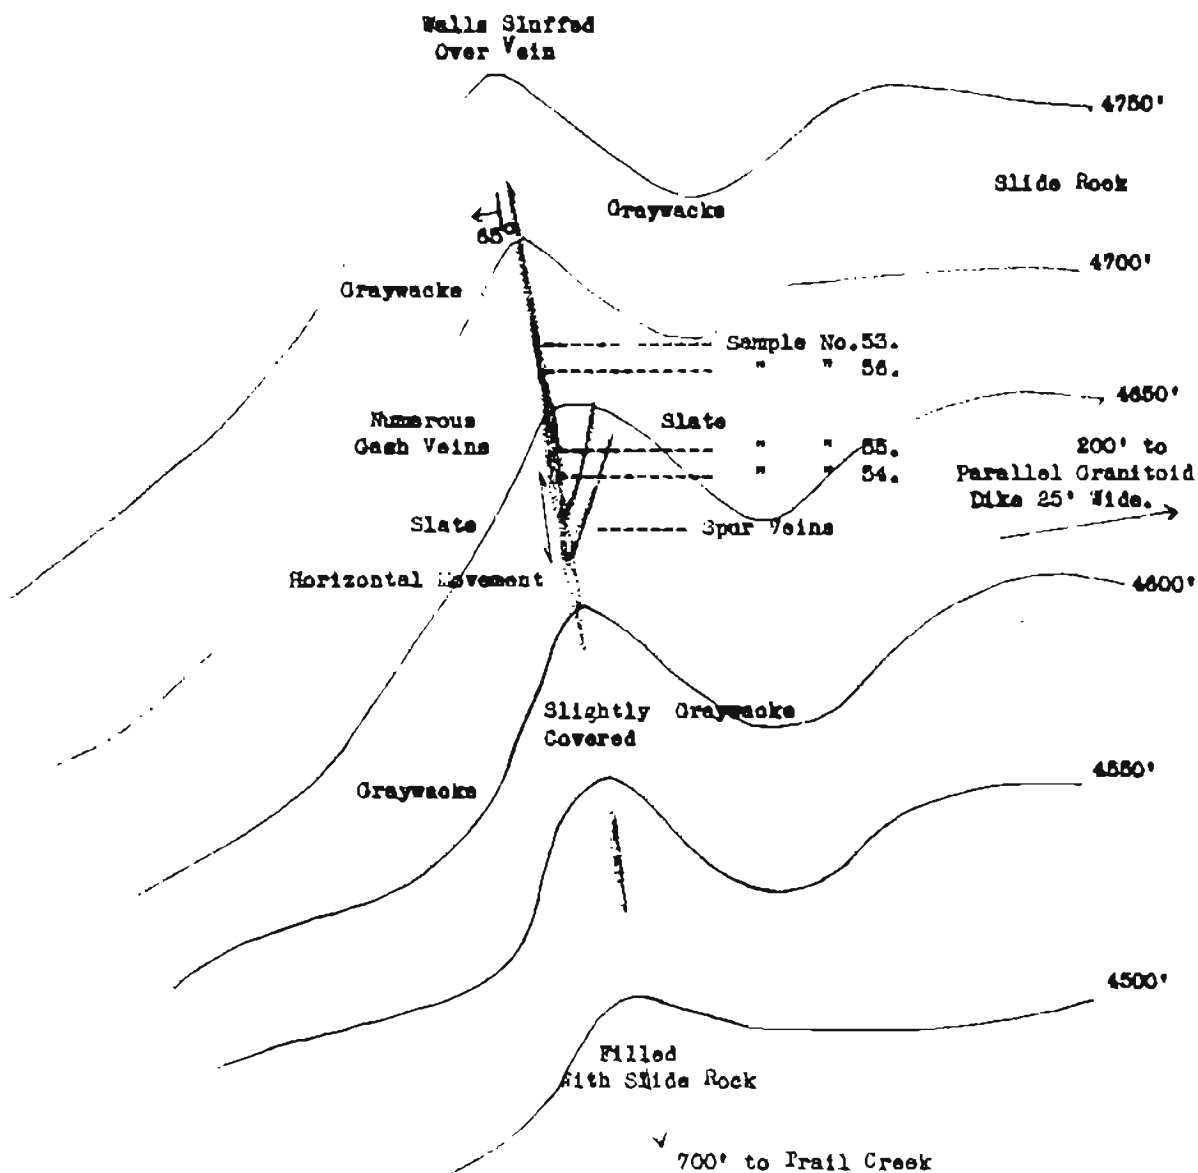 Walls Sluffed
Over Vein
4750'
Slide Rock
Graywacke
65°
4700'
Graywacke
Sample No.53.
" " 56.
4650'
Numerous
Gash Veins
Slate
" " 55.
" " 54.
200' to
Parallel Granitoid
Dike 25' Wide.
Slate
Spur Veins
Horizontal Movement
4600'
Slightly Graywacke
Covered
4550'
Graywacke
4500'
Filled
With Slide Rock
700' to Trail Creek